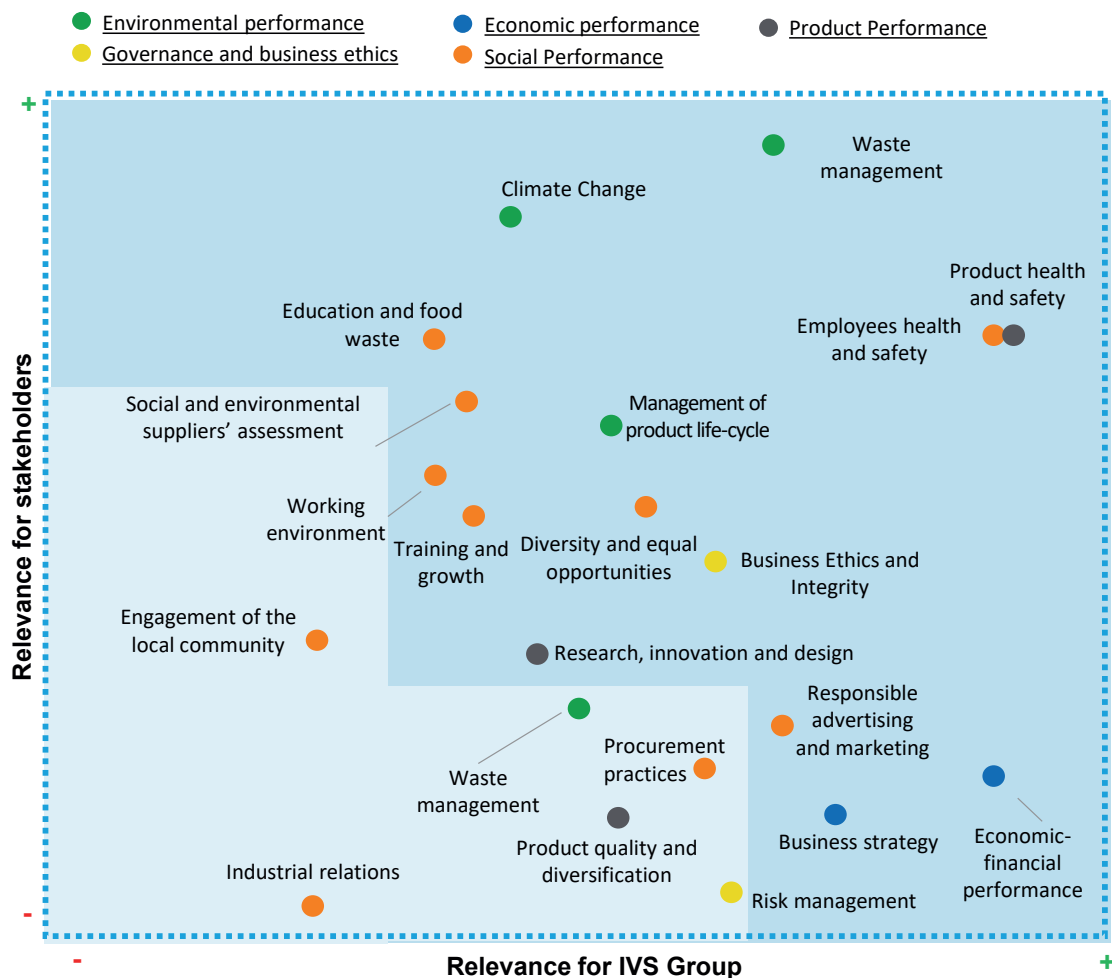 Environmental performance
Economic performance
Product Performance
Governance and business ethics
Social Performance
+
Waste
management
Climate Change
Product health
and safety
Education and food
waste
Employees health
and safety
Social and environmental
suppliers’ assessment
Management of
product life-cycle
Working
environment
Training and
growth
Diversity and equal
opportunities
Business Ethics and
Integrity
Engagement of the
local community
Research, innovation and design
Relevance for stakeholders
Responsible
advertising
and marketing
Procurement
practices
Waste
management
Business strategy
Product quality and
diversification
Economic-
financial
performance
Industrial relations
Risk management
-
-
Relevance for IVS Group
+